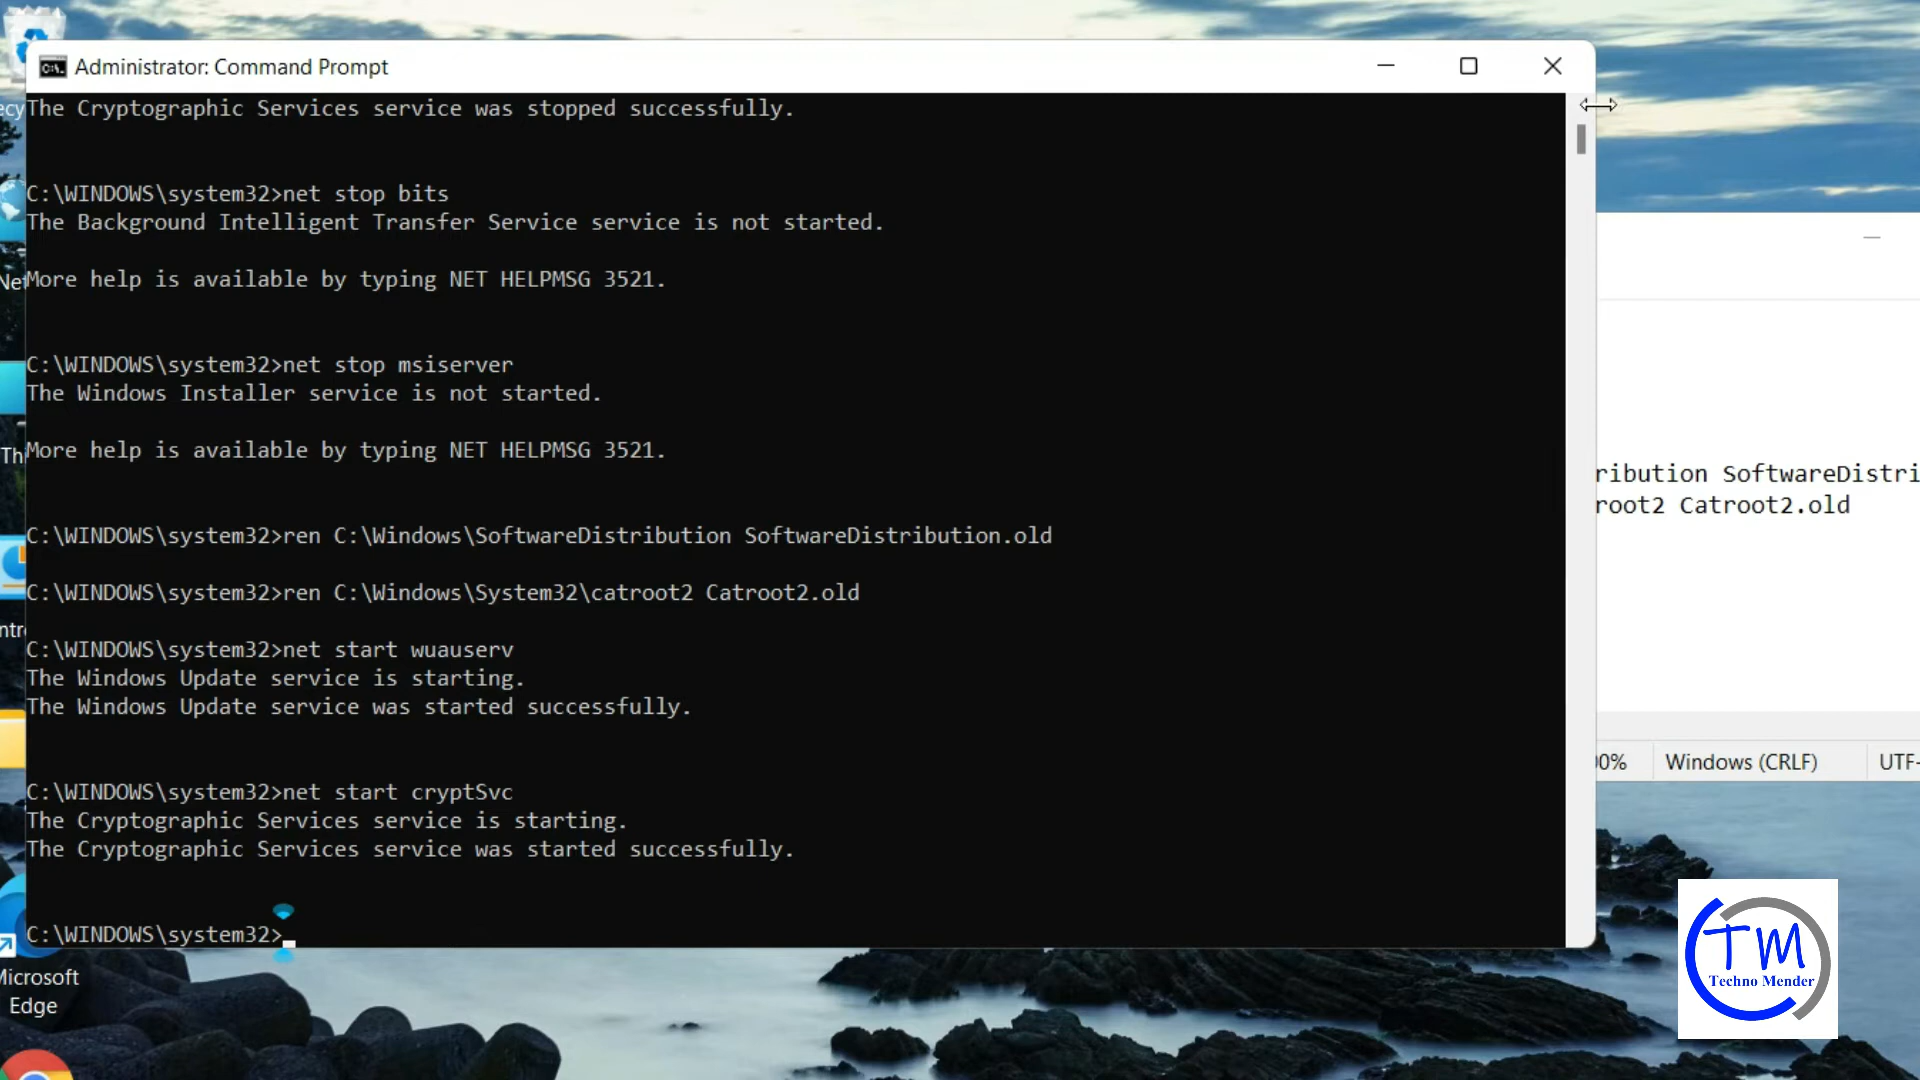 Administrator: Command Prompt
The Cryptographic Services service was stopped successfully.
C:\WINDOWS\system32>net stop bits
The Background Intelligent Transfer Service service is not started.
More help is available by typing NET HELPMSG 3521.
C:\WINDOWS\system32>net stop msiserver
The Windows Installer service is not started.
More help is available by typing NET HELPMSG 3521.
C:\WINDOWS\system32>ren C:\Windows\SoftwareDistribution SoftwareDistribution.old
C:\WINDOWS\system32>ren C:\Windows\System32\catroot2 Catroot2.old
C:\WINDOWS\system32>net start wuauserv
The Windows Update service is starting.
The Windows Update service was started successfully.
C:\WINDOWS\system32>net start cryptSvc
The Cryptographic Services service is starting.
The Cryptographic Services service was started successfully.
C:\WINDOWS\system32>
ribution SoftwareDistri
root2 Catroot2.old
Windows (CRLF) UTF-
Microsoft
Edge
TM
Techno Mender